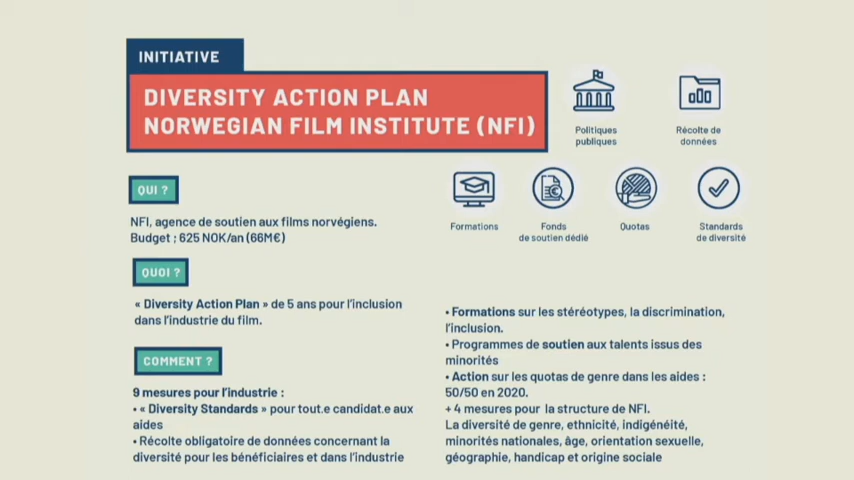 INITIATIVE
DIVERSITY ACTION PLAN
NORWEGIAN FILM INSTITUTE (NFI)
Politiques
publiques
Récolte de
données
Formations
Fonds
de soutien dédié
Quotas
Standards
de diversité
QUI ?
NFI, agence de soutien aux films norvégiens.
Budget ; 625 NOK/an (66M€)
QUOI ?
« Diversity Action Plan » de 5 ans pour l'inclusion
dans l'industrie du film.
COMMENT ?
9 mesures pour l'industrie :
• « Diversity Standards » pour tout.e candidat.e aux
aides
• Récolte obligatoire de données concernant la
diversité pour les bénéficiaires et dans l'industrie
• Formations sur les stéréotypes, la discrimination,
l'inclusion.
• Programmes de soutien aux talents issus des
minorités
• Action sur les quotas de genre dans les aides :
50/50 en 2020.
+ 4 mesures pour la structure de NFI.
La diversité de genre, ethnicité, indigénéité,
minorités nationales, âge, orientation sexuelle,
géographie, handicap et origine sociale